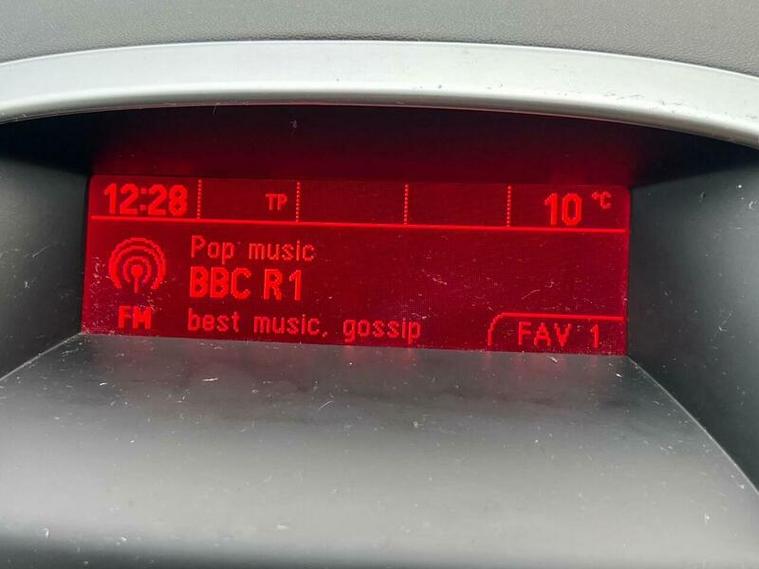 12:28 TP 10 °C
Pop music
BBC R1
FM best music, gossip FAV 1